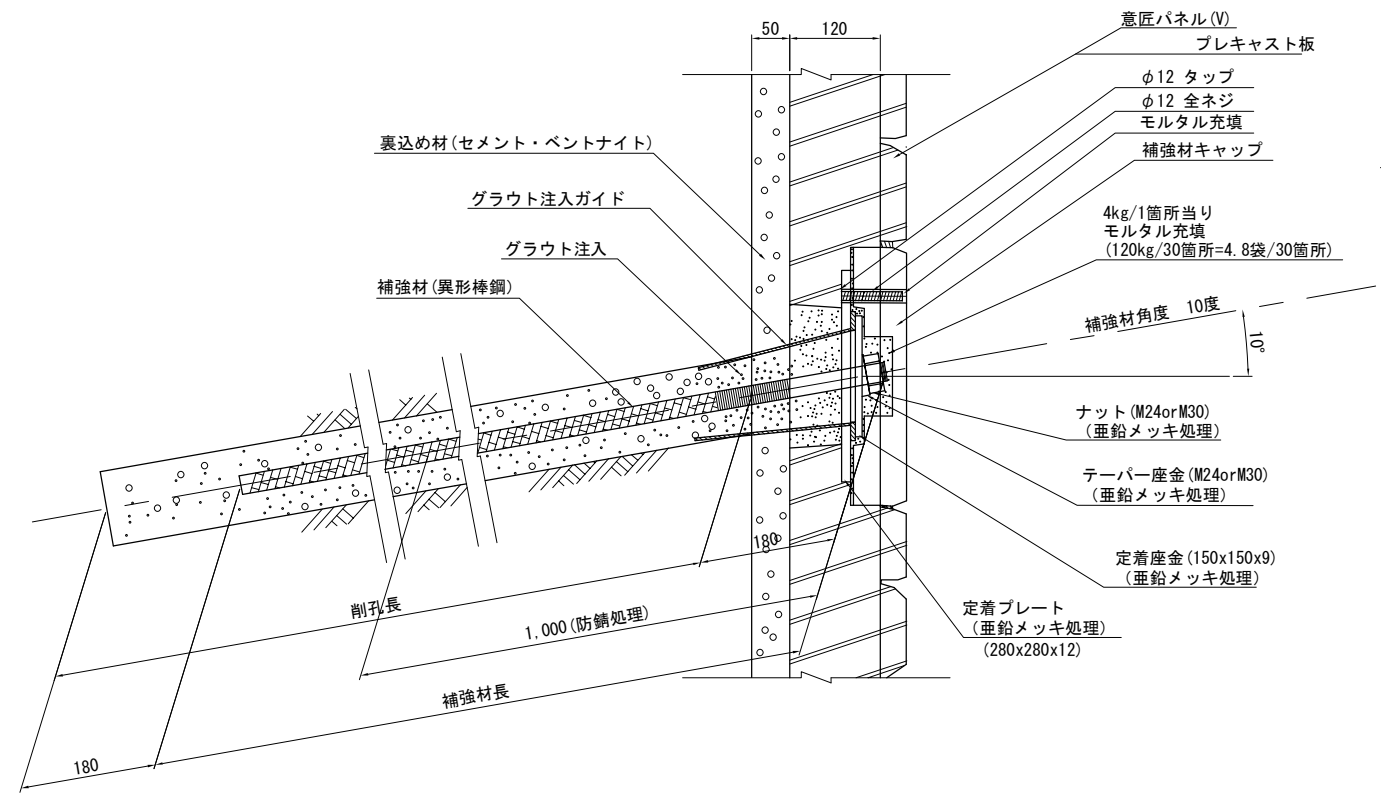 50
120
意匠パネル(V)
プレキャスト板
φ12 タップ
φ12 全ネジ
モルタル充填
補強材キャップ
裏込め材(セメント・ベントナイト)
グラウト注入ガイド
グラウト注入
補強材(異形棒鋼)
4kg/1箇所当り
モルタル充填
(120kg/30箇所=4.8袋/30箇所)
補強材角度 10度
10°
ナット(M24orM30)
(亜鉛メッキ処理)
テーパー座金(M24orM30)
(亜鉛メッキ処理)
定着座金(150x150x9)
(亜鉛メッキ処理)
定着プレート
(亜鉛メッキ処理)
(280x280x12)
180
削孔長
1,000(防錆処理)
補強材長
180